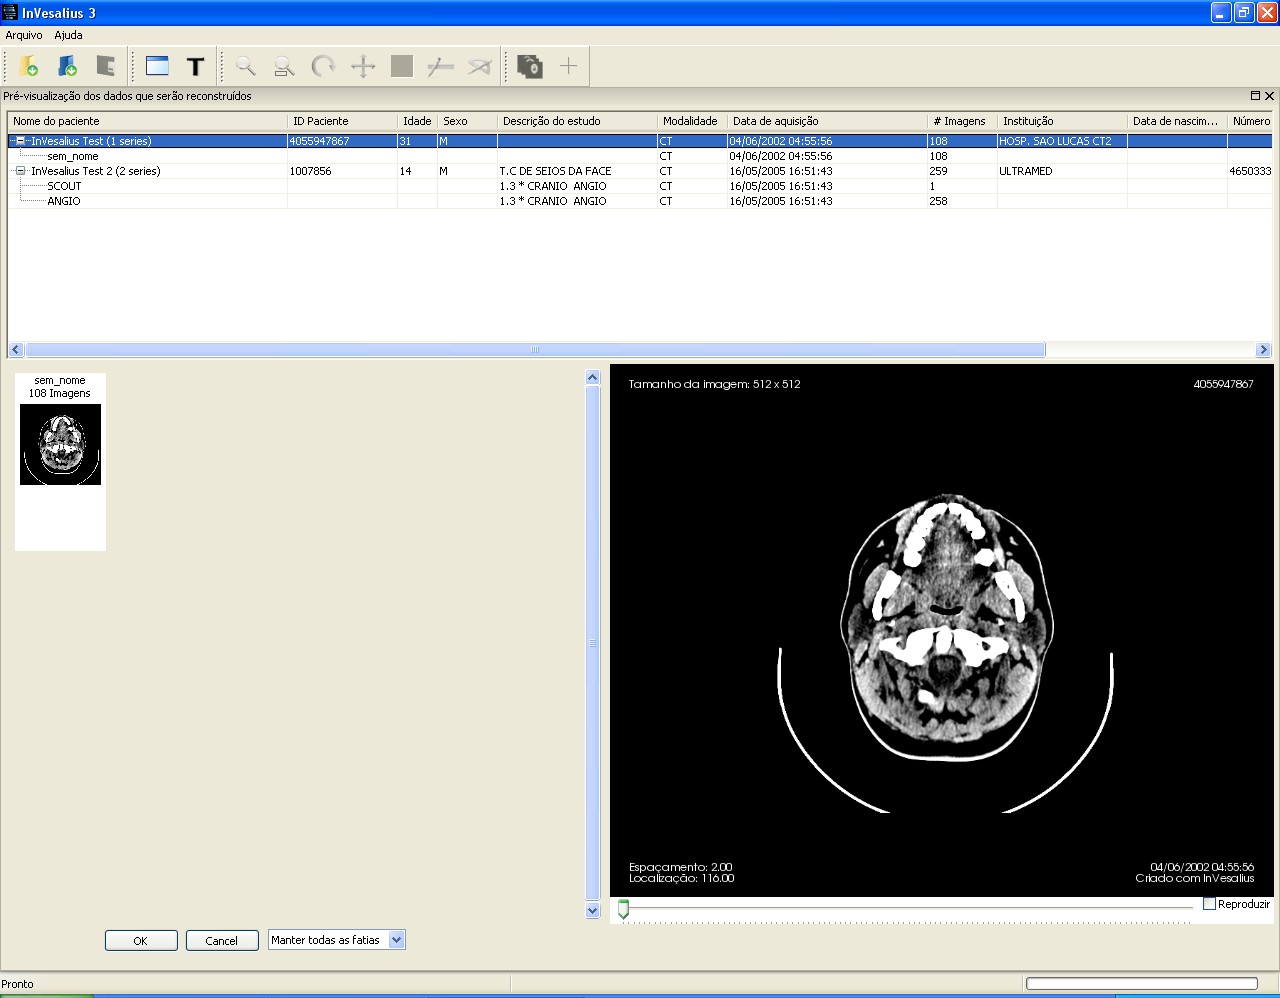 InVesalius 3
Arquivo Ajuda
T
Pré-visualização dos dados que serão reconstruídos
Nome do paciente ID Paciente Idade Sexo Descrição do estudo Modalidade Data de aquisição # Imagens Instituição Data de nascim... Número
InVesalius Test (1 series) 4055947867 31 M CT 04/06/2002 04:55:56 108 HOSP. SAO LUCAS CT2
sem_nome CT 04/06/2002 04:55:56 108
InVesalius Test 2 (2 series) 1007856 14 M T.C DE SEIOS DA FACE CT 16/05/2005 16:51:43 259 ULTRAMED 4650333
SCOUT 1.3 * CRANIO ANGIO CT 16/05/2005 16:51:43 1
ANGIO 1.3 * CRANIO ANGIO CT 16/05/2005 16:51:43 258
sem_nome
108 Imagens
Tamanho da imagem: 512 x 512 4055947867
Espaçamento: 2.00 04/06/2002 04:55:56
Localização: 116.00 Criado com InVesalius
Reproduzir
OK Cancel Manter todas as fatias
Pronto